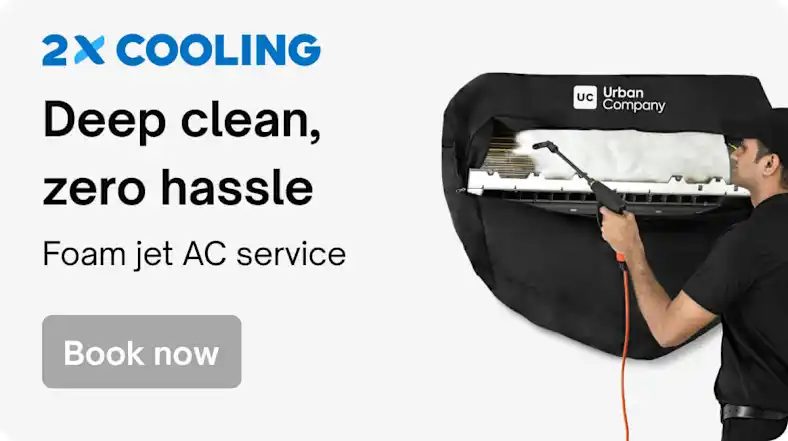 2X COOLING
Deep clean,
zero hassle
Foam jet AC service
Book now
UC Urban
Company